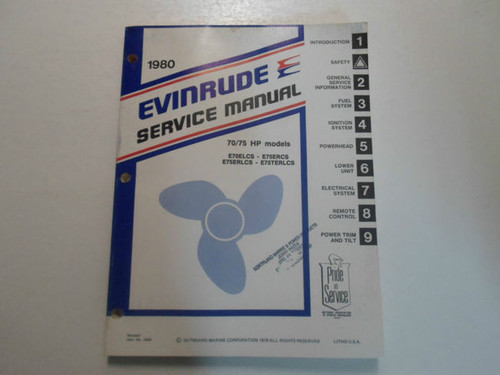 1980
EVINRUDE
SERVICE MANUAL
70/75 HP models
E70ELCS - E75ERCS
E75ERLCS - E75TERLCS
INTRODUCTION 1
SAFETY
GENERAL
SERVICE
INFORMATION 2
FUEL
SYSTEM 3
IGNITION
SYSTEM 4
POWERHEAD 5
LOWER
UNIT 6
ELECTRICAL
SYSTEM 7
REMOTE
CONTROL 8
POWER TRIM
AND TILT 9
Pride
in
Service
© OUTBOARD MARINE CORPORATION 1979 ALL RIGHTS RESERVED
LITHO U.S.A.